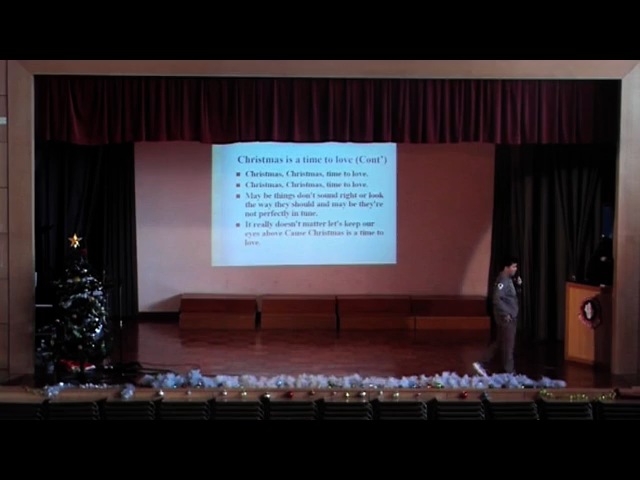 Christmas is a time to love (Cont')
Christmas, Christmas, time to love.
Christmas, Christmas, time to love.
May be things don't sound right or look
the way they should and may be they're
not perfectly in tune.
It really doesn't matter let's keep our
eyes above Cause Christmas is a time to
love.